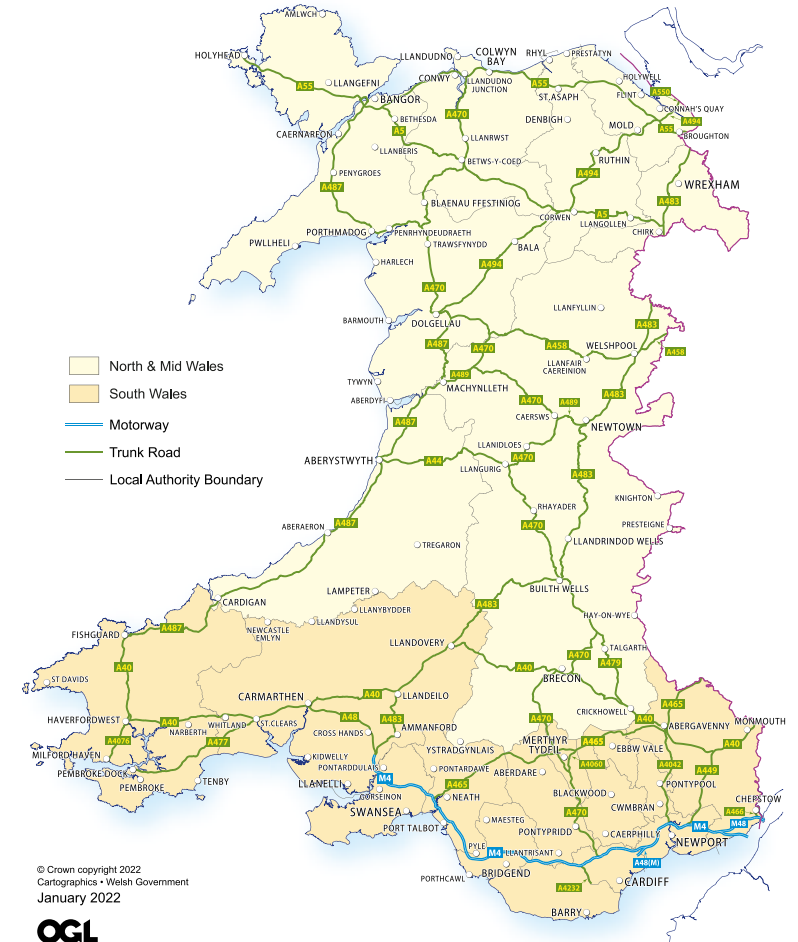 AMLWCH
HOLYHEAD
LLANDUDNO
COLWYN
BAY
RHYL
PRESTATYN
CONWY
LLANDUDNO
JUNCTION
A55
HOLYWELL
A55
LLANGEFNI
ST.ASAPH
FLINT
A550
BANGOR
CONNAH'S QUAY
A470
BETHESDA
DENBIGH
MOLD
A494
CAERNARFON
A5
A55
BROUGHTON
LLANRWST
LLANBERIS
BETWS-Y-COED
RUTHIN
PENYGROES
A494
A487
WREXHAM
BLAENAU FFESTINIOG
A483
CORWEN
A5
LLANGOLLEN
PORTHMADOG
PENRHYNDEUDRAETH
CHIRK
PWLLHELI
TRAWSFYNYDD
BALA
HARLECH
A494
A470
LLANFYLLIN
BARMOUTH
DOLGELLAU
A483
A487
A470
A458
WELSHPOOL
A458
North & Mid Wales
LLANFAIR
CAEREINION
A489
TYWYN
MACHYNLLETH
South Wales
ABERDYFI
A470
A489
A483
Motorway
A487
CAERSWS
NEWTOWN
LLANIDLOES
Trunk Road
ABERYSTWYTH
A44
A470
LLANGURIG
A483
Local Authority Boundary
KNIGHTON
RHAYADER
ABERAERON
A487
A470
PRESTEIGNE
TREGARON
LLANDRINDOD WELLS
LAMPETER
BUILTH WELLS
CARDIGAN
LLANYBYDDER
A483
HAY-ON-WYE
LLANDYSUL
FISHGUARD
A487
NEWCASTLE
EMLYN
LLANDOVERY
TALGARTH
A470
A479
A40
A40
ST DAVIDS
BRECON
CARMARTHEN
A40
LLANDEILO
CRICKHOWELL
A465
HAVERFORDWEST
A40
WHITLAND
ST.CLEARS
A48
A483
A470
A40
ABERGAVENNY
MONMOUTH
NARBERTH
CROSS HANDS
AMMANFORD
A4076
A477
MERTHYR
TYDFIL
A465
A40
MILFORD HAVEN
YSTRADGYNLAIS
EBBW VALE
KIDWELLY
A4060
A4042
A449
PEMBROKE DOCK
PONTARDDULAIS
PONTARDAWE
ABERDARE
TENBY
PEMBROKE
LLANELLI
M4
A465
PONTYPOOL
GORSEINON
NEATH
BLACKWOOD
CHEPSTOW
SWANSEA
A470
CWMBRAN
A466
MAESTEG
M48
PORT TALBOT
PONTYPRIDD
CAERPHILLY
M4
NEWPORT
PYLE
M4
LLANTRISANT
A48(M)
© Crown copyright 2022
PORTHCAWL
BRIDGEND
CARDIFF
Cartographics • Welsh Government
A4232
January 2022
BARRY
OGL